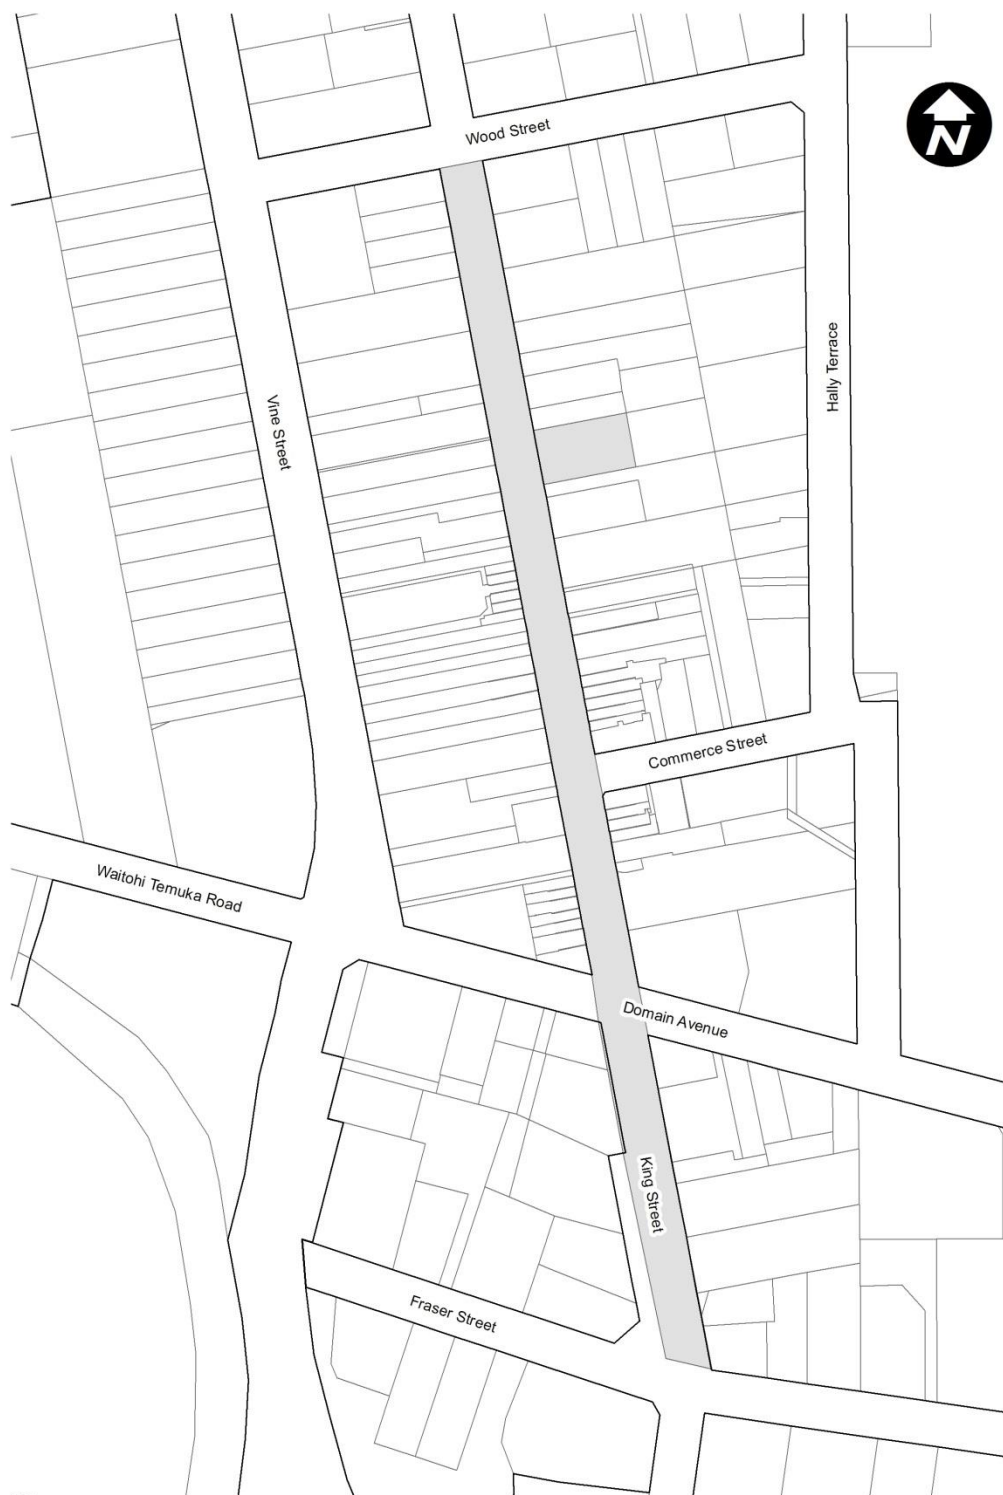 Wood Street
N
Hally Terrace
Vine Street
Commerce Street
Waitohi Temuka Road
Domain Avenue
King Street
Fraser Street